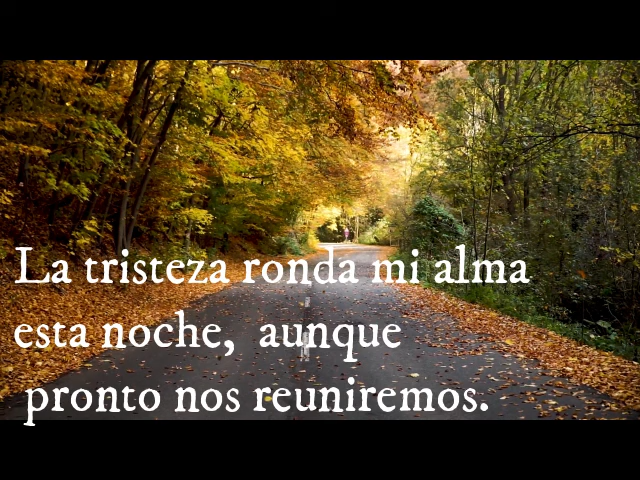 La tristeza ronda mi alma
esta noche, aunque
pronto nos reuniremos.